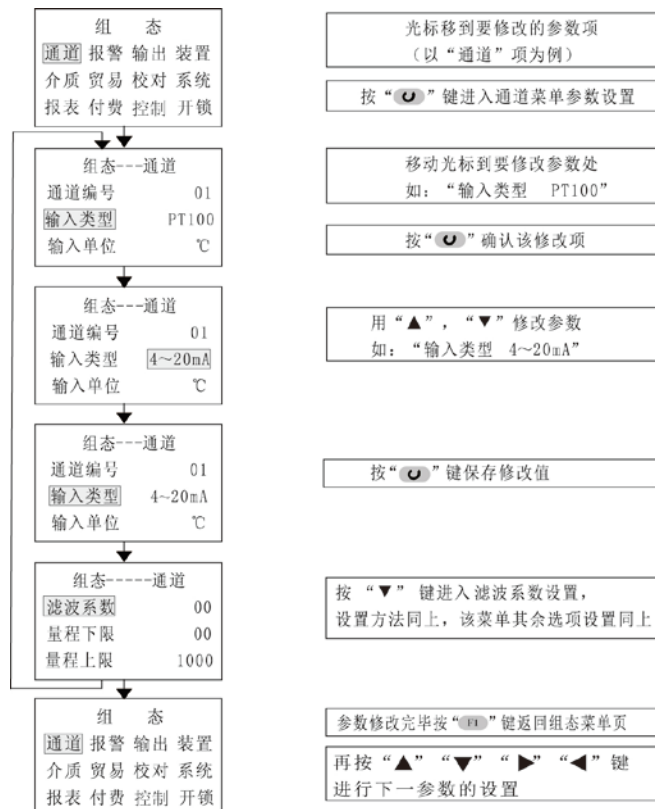 组 态
通道 报警 输出 装置
介质 贸易 校对 系统
报表 付费 控制 开锁
光标移到要修改的参数项
（以“通道”项为例）
按“ ”键进入通道菜单参数设置
组态---通道
通道编号 01
输入类型 PT100
输入单位 ℃
移动光标到要修改参数处
如：“输入类型 PT100”
按“ ”确认该修改项
组态---通道
通道编号 01
输入类型 4～20mA
输入单位 ℃
用“▲”，“▼”修改参数
如：“输入类型 4～20mA”
组态---通道
通道编号 01
输入类型 4～20mA
输入单位 ℃
按“ ”键保存修改值
组态-----通道
滤波系数 00
量程下限 00
量程上限 1000
按 “▼” 键进入滤波系数设置，
设置方法同上，该菜单其余选项设置同上
组 态
通道 报警 输出 装置
介质 贸易 校对 系统
报表 付费 控制 开锁
参数修改完毕按“F1”键返回组态菜单页
再按“▲”“▼”“▶”“◀”键
进行下一参数的设置